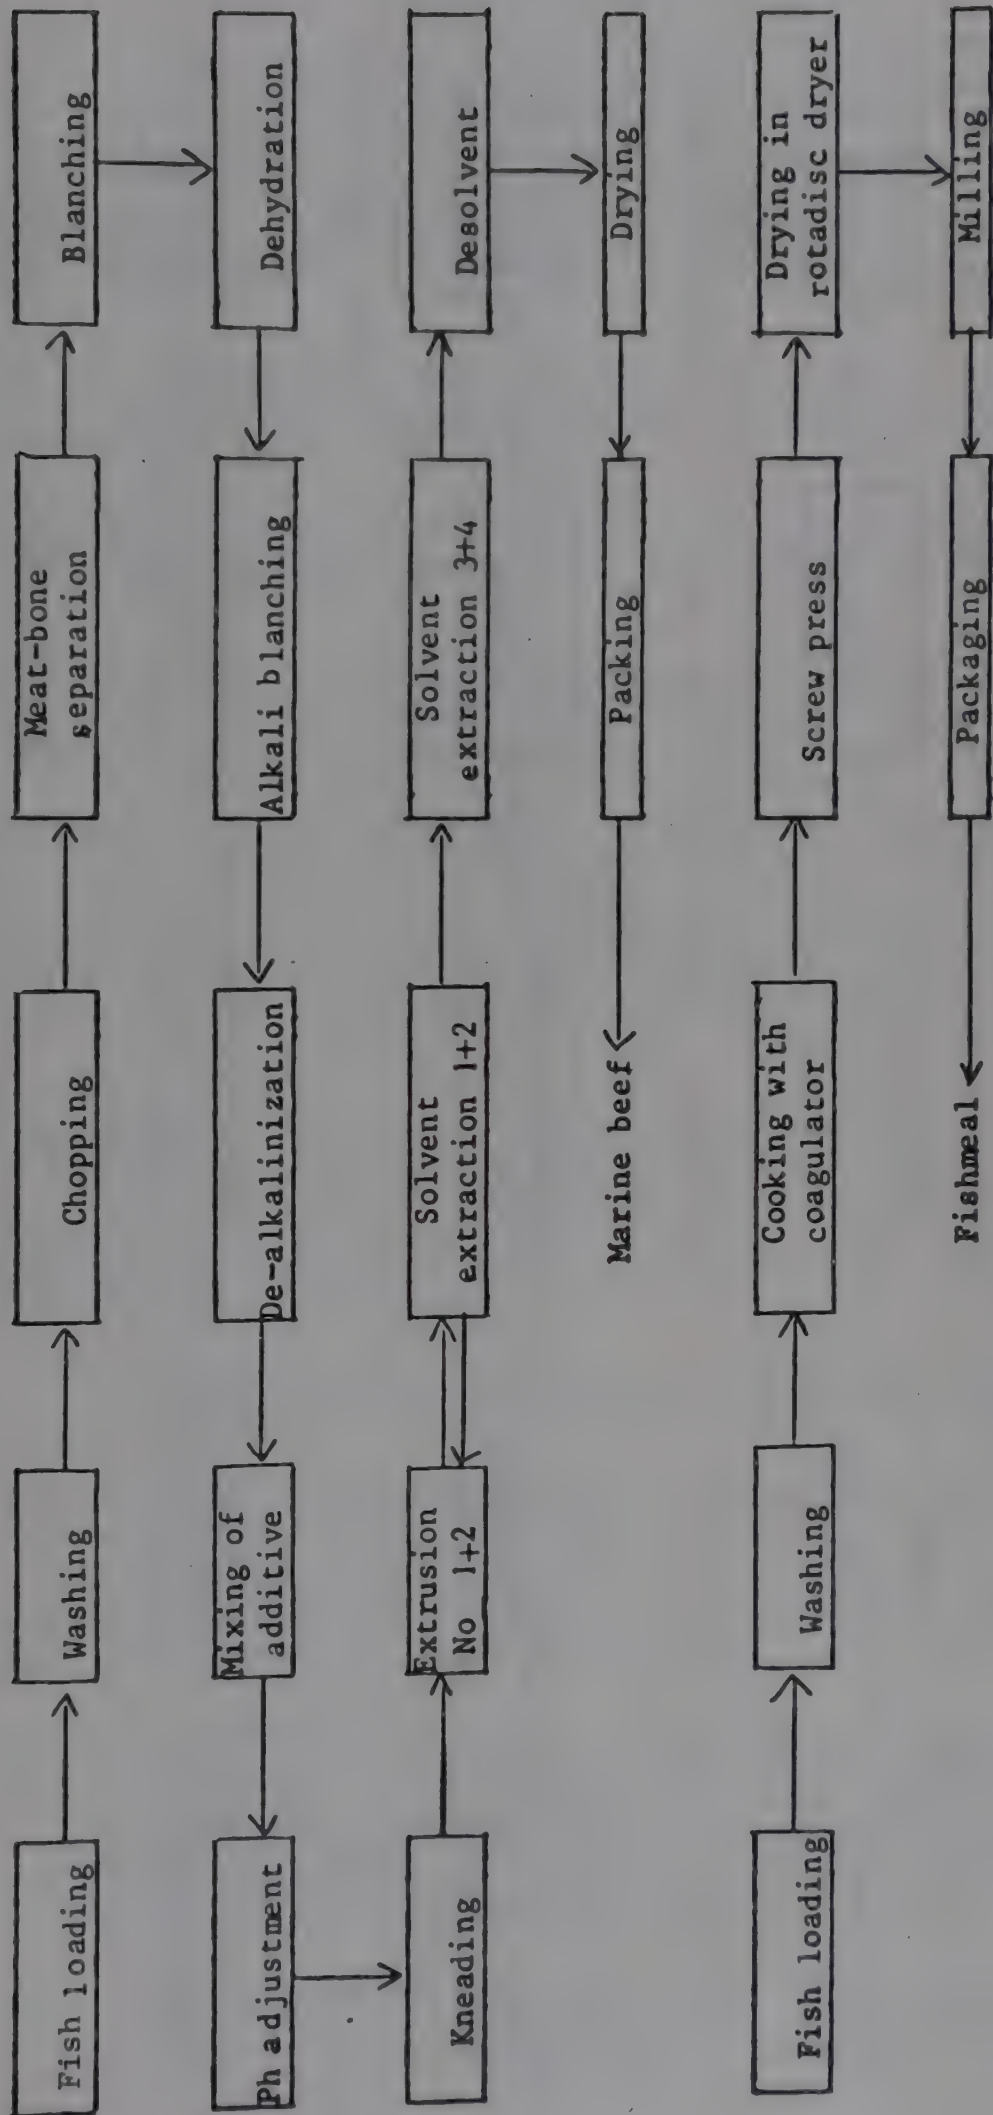 Fish loading
Washing
Chopping
Meat-bone
separation
Blanching
Dehydration
Alkali blanching
De-alkalinization
Mixing of
additive
Ph adjustment
Kneading
Extrusion
No 1+2
Solvent
extraction 1+2
Solvent
extraction 3+4
Desolvent
Drying
Packing
Marine beef
Fish loading
Washing
Cooking with
coagulator
Screw press
Drying in
rotadisc dryer
Milling
Packaging
Fishmeal